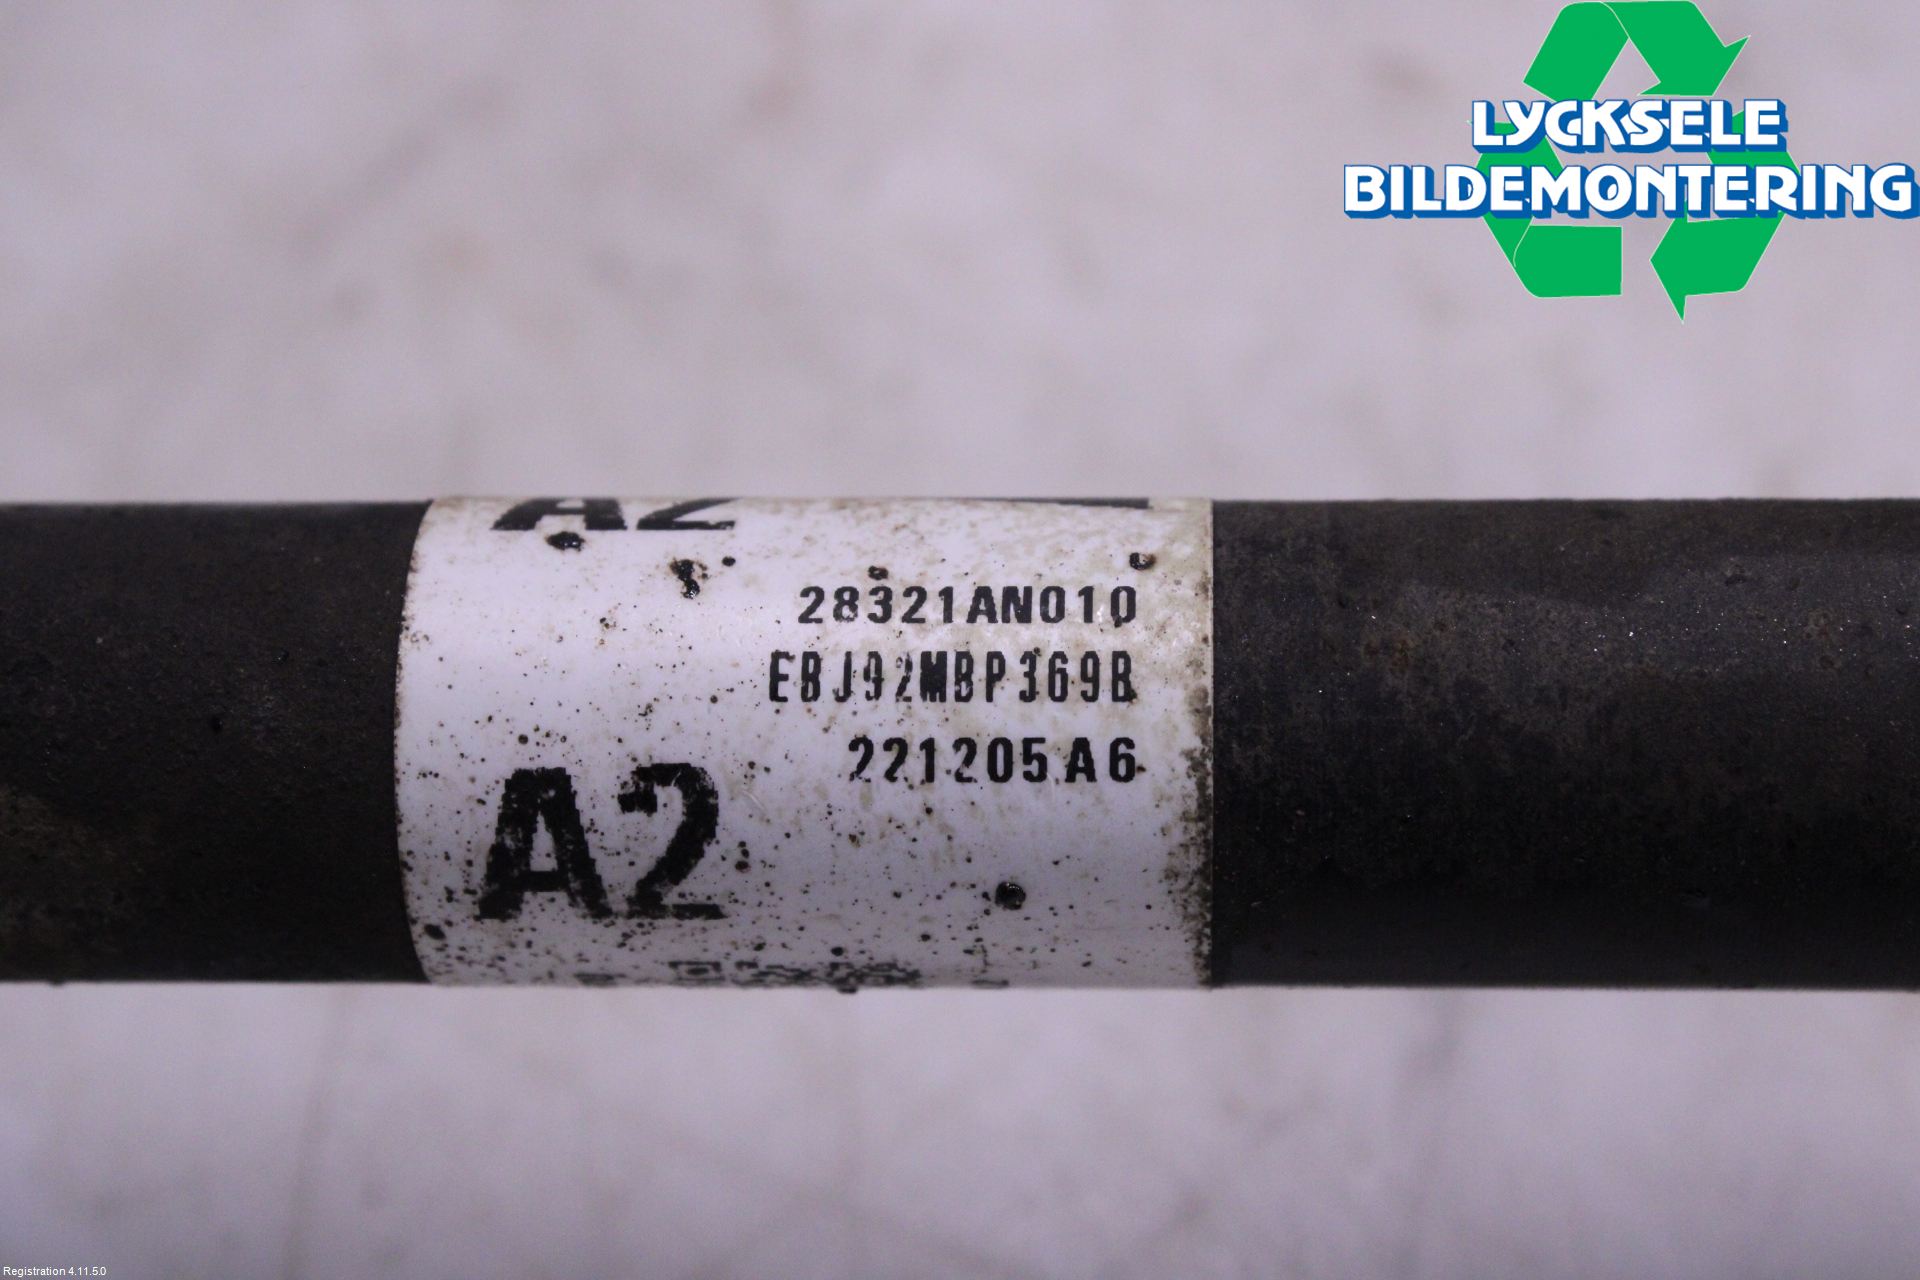 LYCKSELE
BILDEMONTERING
A2
28321AN010
EBJ92MBP369B
221205A6
A2
Registration 4.11.5.0